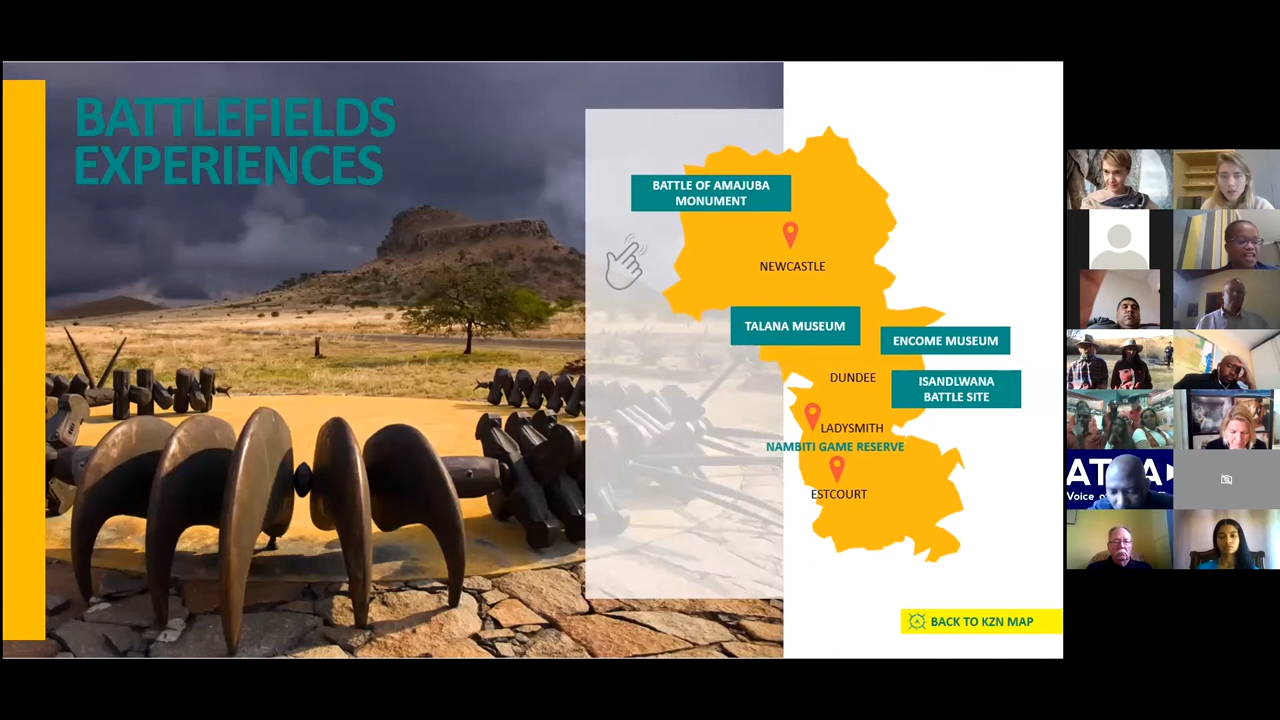 BATTLEFIELDS
EXPERIENCES
BATTLE OF AMAJUBA
MONUMENT
NEWCASTLE
TALANA MUSEUM
ENCOME MUSEUM
DUNDEE
ISANDLWANA
BATTLE SITE
LADYSMITH
NAMBITI GAME RESERVE
ESTCOURT
BACK TO KZN MAP
Voice